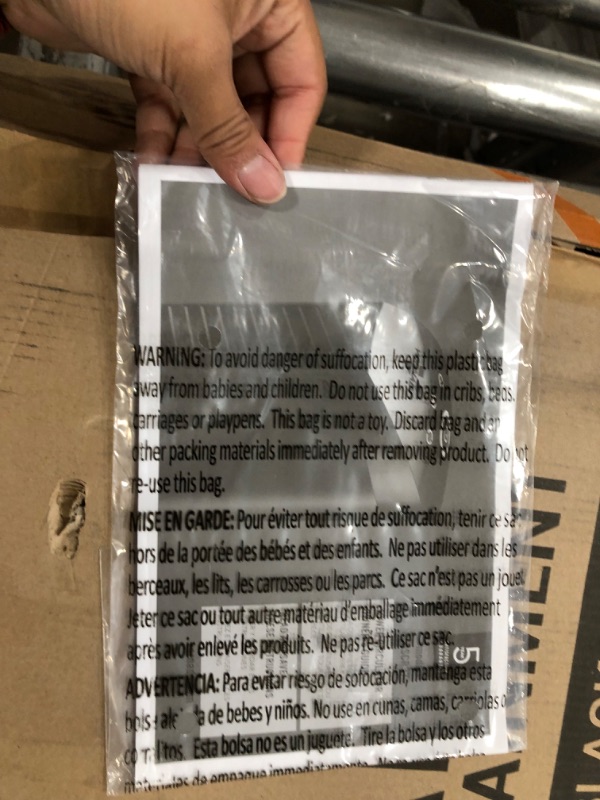 WARNING: To avoid danger of suffocation, keep this plastic bag
away from babies and children. Do not use this bag in cribs, beds,
carriages or playpens. This bag is not a toy. Discard bag and
other packing materials immediately after removing product. Do not
re-use this bag.
MISE EN GARDE: Pour éviter tout risque de suffocation, tenir ce sac
hors de la portée des bébés et des enfants. Ne pas utiliser dans les
berceaux, les lits, les carrosses ou les parcs. Ce sac n'est pas un jouet
Jeter ce sac ou tout autre matériau d'emballage immédiatement
après avoir enlevé les produits. Ne pas re-utiliser ce sac.
ADVERTENCIA: Para evitar riesgo de sofocación, mantenga esta
de bebes y niños. No use en cunas, camas,
Esta bolsa no es un juguete. Tire la bolsa y los otros
materiales de empaque inmediatamente.
5